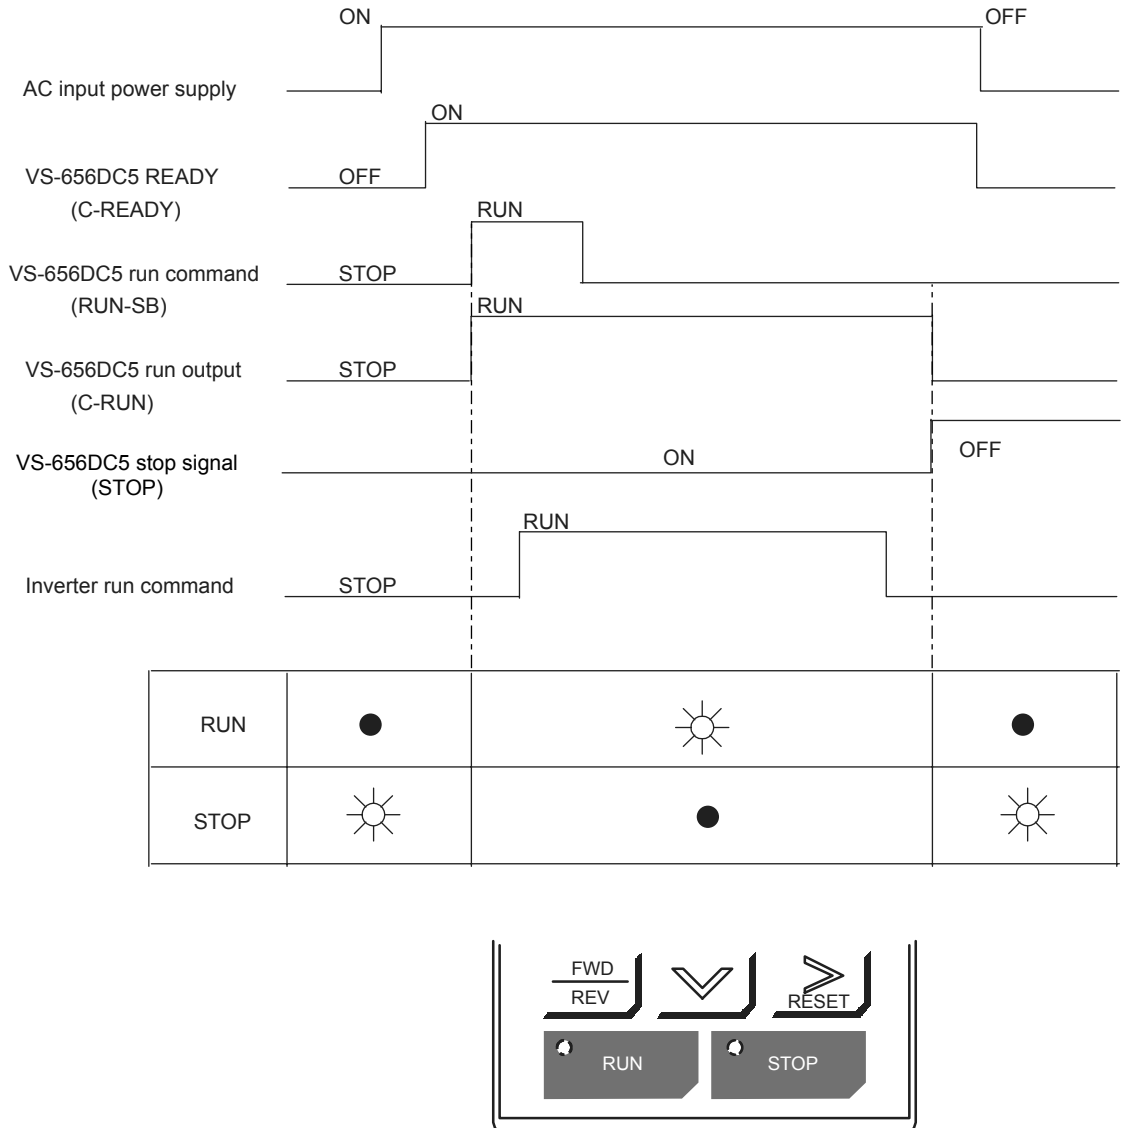 ON
OFF
AC input power supply
ON
VS-656DC5 READY
OFF
(C-READY)
RUN
VS-656DC5 run command
STOP
(RUN-SB)
RUN
VS-656DC5 run output
STOP
(C-RUN)
ON
OFF
VS-656DC5 stop signal
(STOP)
RUN
Inverter run command
STOP
RUN
STOP
FWD
REV
RESET
RUN
STOP